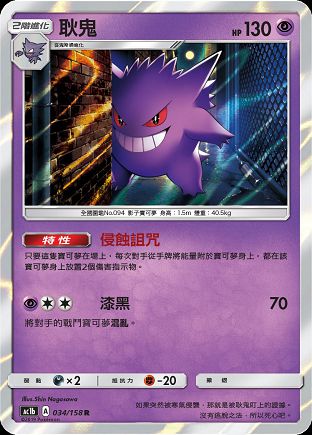 2階進化 耿鬼 HP 130
全國圖鑑No.094 影子寶可夢 身高：1.5m 體重：40.5kg
特性 侵蝕詛咒
只要這隻寶可夢在場上，每次對手從手牌將能量附於寶可夢身上，都在該
寶可夢身上放置2個傷害指示物。
漆黑 70
將對手的戰鬥寶可夢混亂。
弱點 ×2 抵抗力 -20 撤退
Illus.Shin Nagasawa
如果突然被寒氣侵襲，那就是被耿鬼盯上的證據。
沒有逃脫之法，所以死心吧。
AC1b A 034/158 R